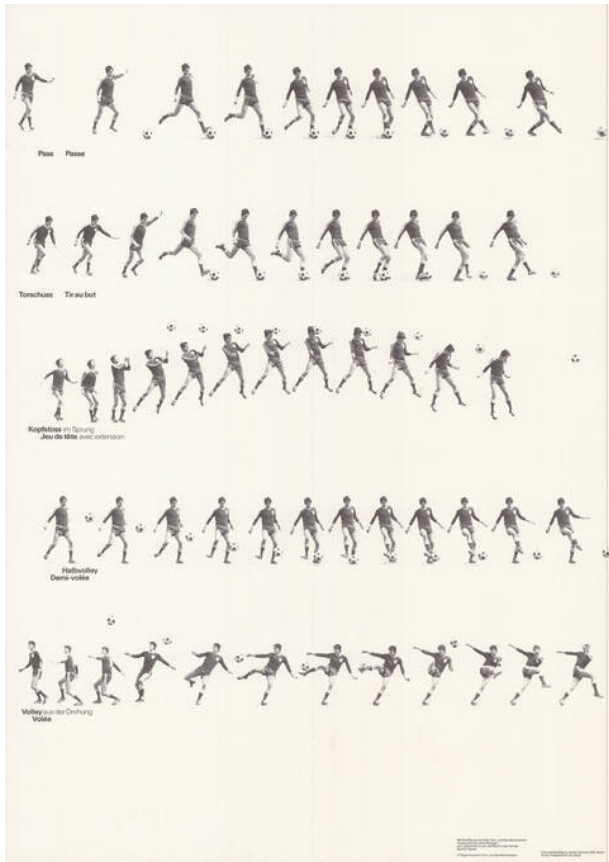 Pass Passe
Torschuss Tir au but
Kopfstoss im Sprung
Jeu de tête avec extension
Halbvolley
Demi-volée
Volley aus der Drehung
Volée